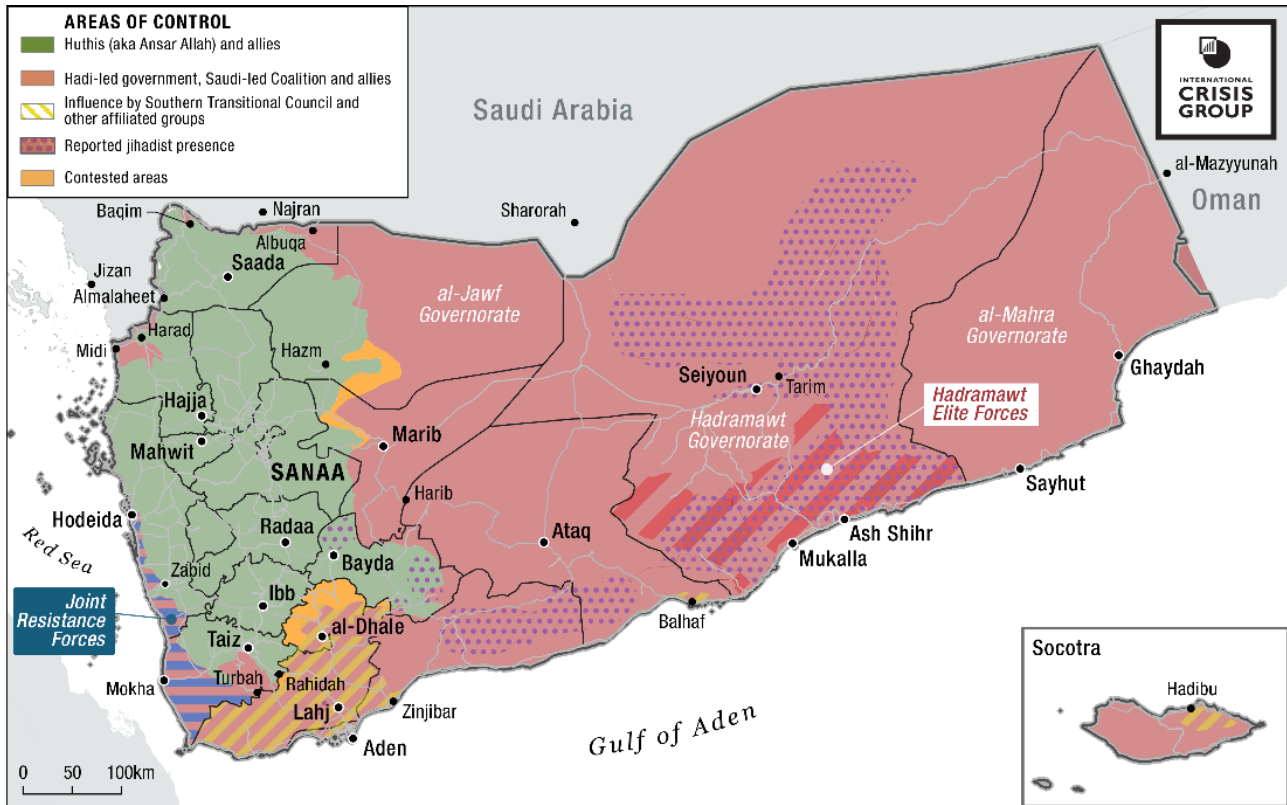 AREAS OF CONTROL
Huthis (aka Ansar Allah) and allies
Hadi-led government, Saudi-led Coalition and allies
Influence by Southern Transitional Council and
other affiliated groups
Reported jihadist presence
Contested areas
INTERNATIONAL
CRISIS
GROUP
Saudi Arabia
al-Mazyyunah
Oman
Baqim
Najran
Sharorah
Albuqa
Saada
Jizan
Almalaheet
al-Jawf
Governorate
al-Mahra
Governorate
Harad
Midi
Hazm
Ghaydah
Seiyoun
Tarim
Hajja
Hadramawt
Elite Forces
Hadramawt
Governorate
Mahwit
Marib
SANAA
Sayhut
Harib
Hodeida
Radaa
Ataq
Ash Shihr
Mukalla
Red Sea
Bayda
Zabid
Ibb
Balhaf
Joint
Resistance
Forces
al-Dhale
Taiz
Socotra
Turbah
Rahidah
Mokha
Hadibu
Lahj
Zinjibar
Aden
Gulf of Aden
0 50 100km